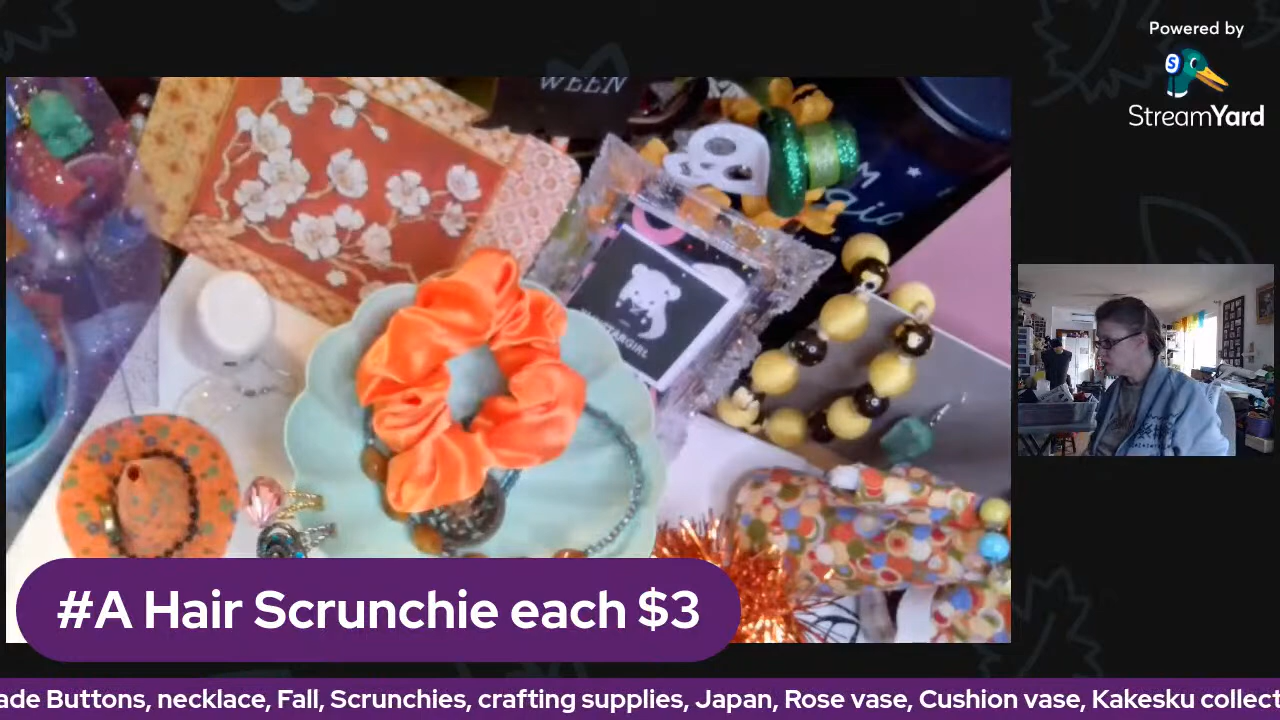 Powered by
StreamYard
WEEN
#A Hair Scrunchie each $3
ade Buttons, necklace, Fall, Scrunchies, crafting supplies, Japan, Rose vase, Cushion vase, Kakesku collect